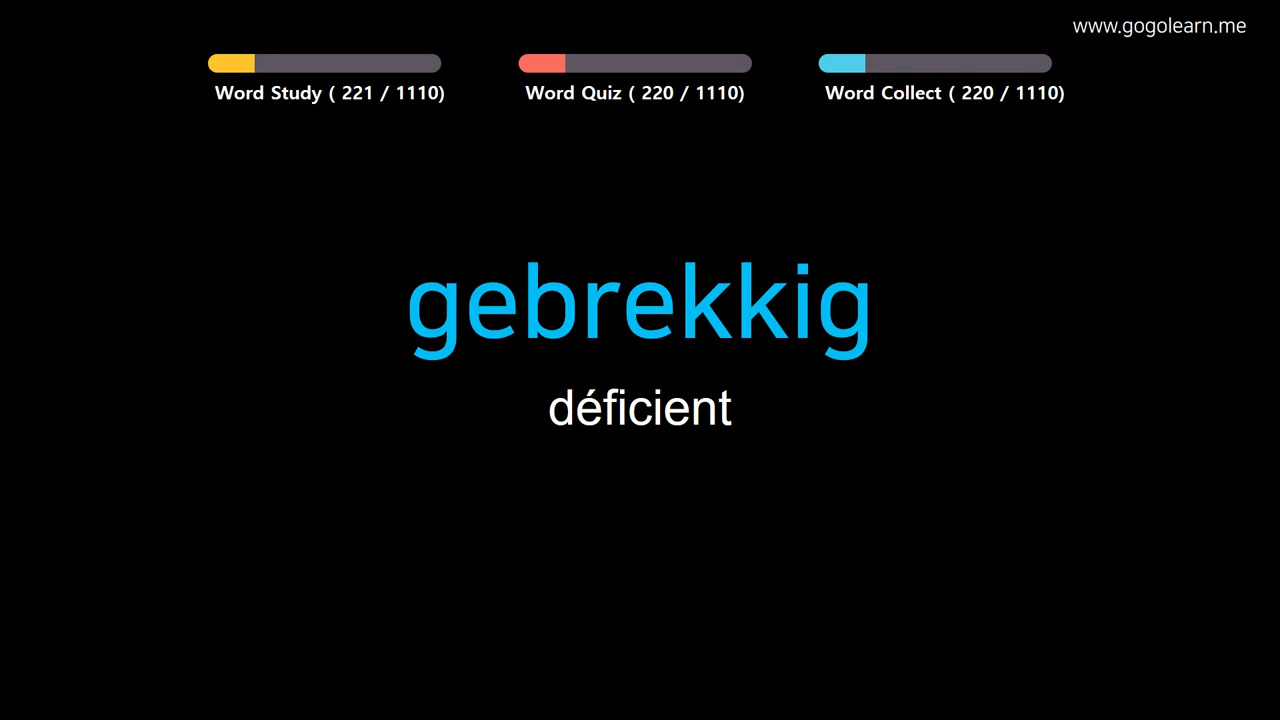 www.gogolearn.me
Word Study ( 221 / 1110)
Word Quiz ( 220 / 1110)
Word Collect ( 220 / 1110)
gebrekkig
déficient